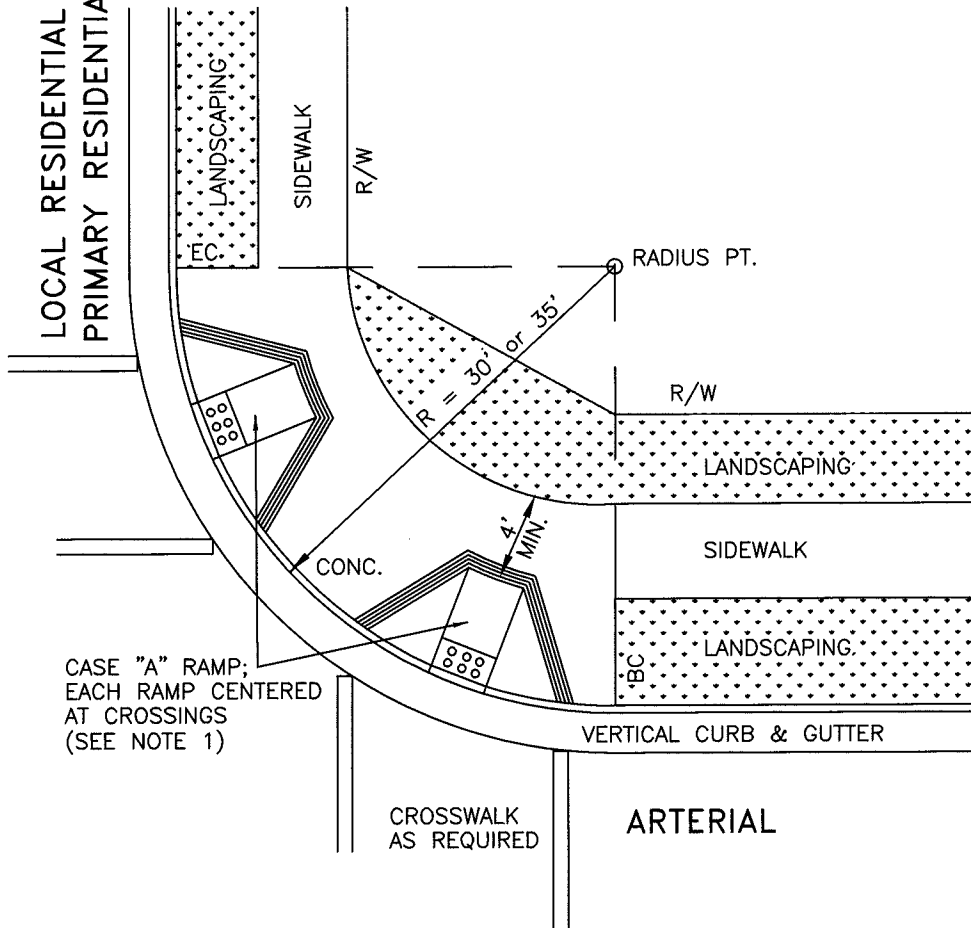 LOCAL RESIDENTIAL
PRIMARY RESIDENTIA
LANDSCAPING
SIDEWALK
R/W
EC
RADIUS PT.
R = 30' or 35'
R/W
LANDSCAPING
4'
MIN.
SIDEWALK
CONC.
LANDSCAPING
BC
CASE "A" RAMP;
EACH RAMP CENTERED
AT CROSSINGS
(SEE NOTE 1)
VERTICAL CURB & GUTTER
CROSSWALK
AS REQUIRED
ARTERIAL